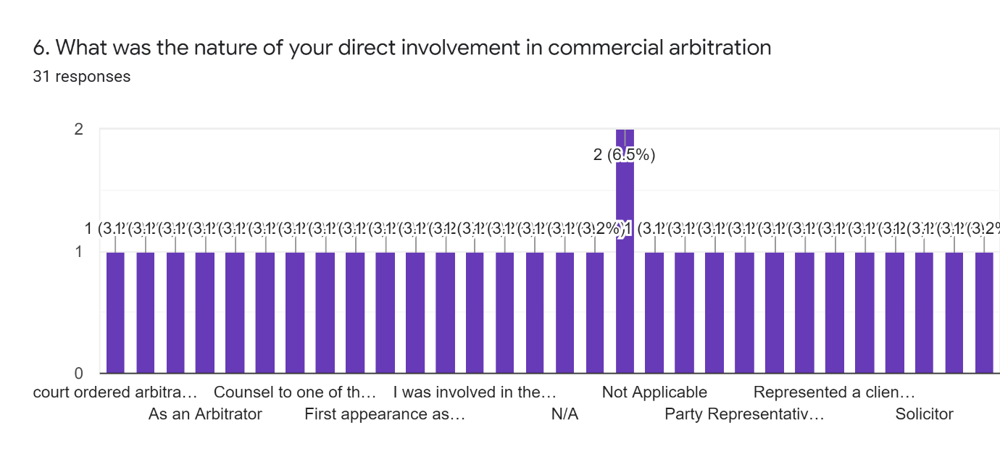 6. What was the nature of your direct involvement in commercial arbitration
31 responses
2
2 (6.5%)
1
0
court ordered arbitra…
Counsel to one of th…
I was involved in the…
Not Applicable
Represented a clien…
As an Arbitrator
First appearance as…
N/A
Party Representativ…
Solicitor